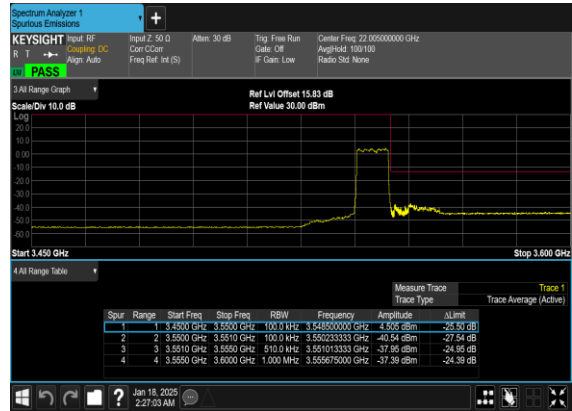 Spectrum Analyzer 1
Spurious Emissions
KEYSIGHT Input: RF Input Z: 50 Ω Atten: 30 dB Trig: Free Run Center Freq: 22.005000000 GHz
R T Coupling: DC Corr CCorr Gate: Off Avg|Hold: 100/100
Align: Auto Freq Ref: Int (S) IF Gain: Low Radio Std: None
PASS
3 All Range Graph
Ref Lvl Offset 15.83 dB
Scale/Div 10.0 dB Ref Value 30.00 dBm
Log
20.0
10.0
0.00
-10.0
-20.0
-30.0
-40.0
-50.0
-60.0
Start 3.450 GHz Stop 3.600 GHz
4 All Range Table
Measure Trace Trace 1
Trace Type Trace Average (Active)
Spur Range Start Freq Stop Freq RBW Frequency Amplitude ΔLimit
1 1 3.4500 GHz 3.5500 GHz 100.0 kHz 3.548500000 GHz 4.505 dBm -25.50 dB
2 2 3.5500 GHz 3.5510 GHz 100.0 kHz 3.550233333 GHz -40.54 dBm -27.54 dB
3 3 3.5510 GHz 3.5550 GHz 510.0 kHz 3.551013333 GHz -37.95 dBm -24.95 dB
4 4 3.5550 GHz 3.6000 GHz 1.000 MHz 3.555675000 GHz -37.39 dBm -24.39 dB
Jan 18, 2025
2:27:03 AM